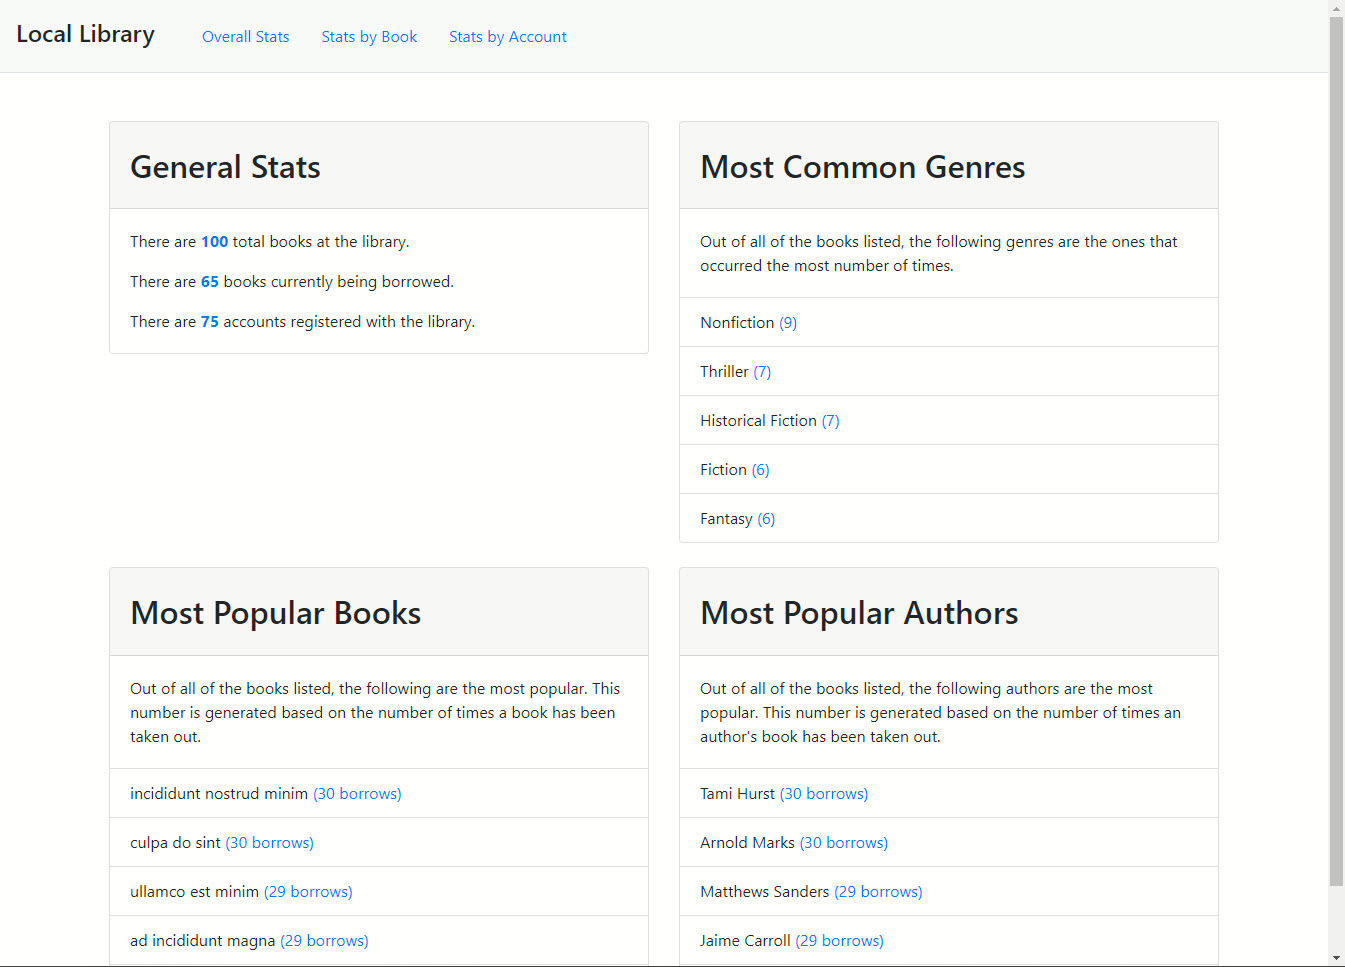 Local Library
Overall Stats
Stats by Book
Stats by Account
General Stats
There are 100 total books at the library.
There are 65 books currently being borrowed.
There are 75 accounts registered with the library.
Most Common Genres
Out of all of the books listed, the following genres are the ones that
occurred the most number of times.
Nonfiction (9)
Thriller (7)
Historical Fiction (7)
Fiction (6)
Fantasy (6)
Most Popular Books
Out of all of the books listed, the following are the most popular. This
number is generated based on the number of times a book has been
taken out.
incididunt nostrud minim (30 borrows)
culpa do sint (30 borrows)
ullamco est minim (29 borrows)
ad incididunt magna (29 borrows)
Most Popular Authors
Out of all of the books listed, the following authors are the most
popular. This number is generated based on the number of times an
author's book has been taken out.
Tami Hurst (30 borrows)
Arnold Marks (30 borrows)
Matthews Sanders (29 borrows)
Jaime Carroll (29 borrows)